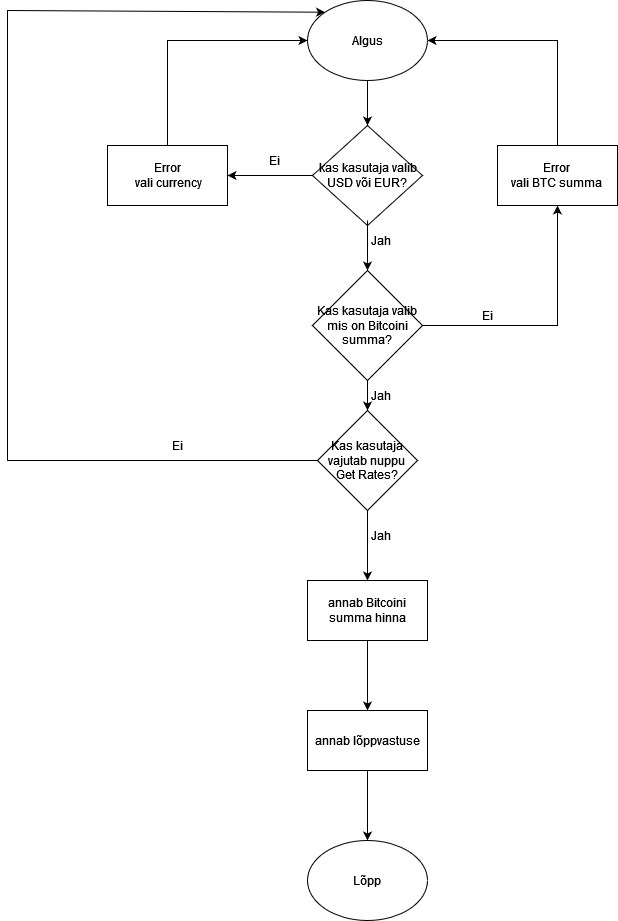 Algus
Error
vali currency
Ei
kas kasutaja valib
USD või EUR?
Error
vali BTC summa
Jah
Kas kasutaja valib
mis on Bitcoini
summa?
Ei
Jah
Ei
Kas kasutaja
vajutab nuppu
Get Rates?
Jah
annab Bitcoini
summa hinna
annab lõppvastuse
Lõpp